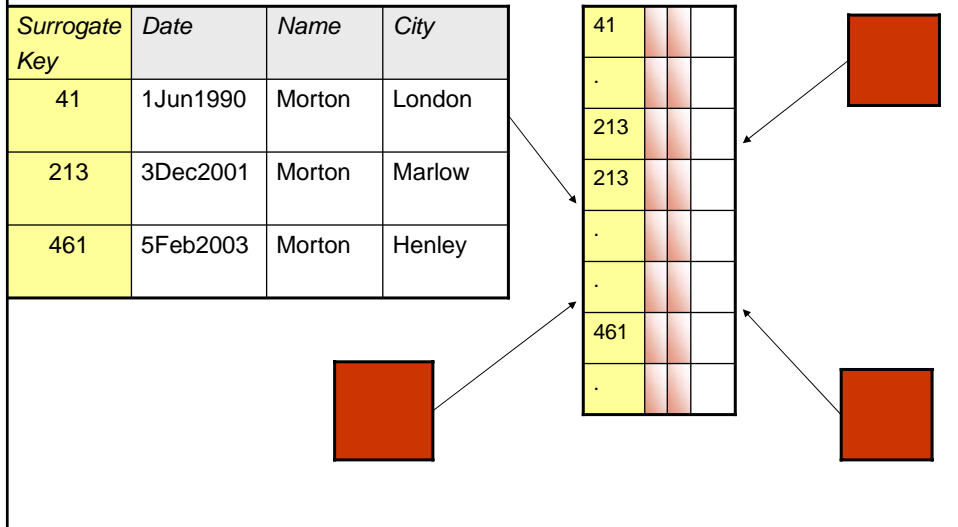 Surrogate Key Date Name City
41 1Jun1990 Morton London
213 3Dec2001 Morton Marlow
461 5Feb2003 Morton Henley
41
.
213
213
.
.
461
.